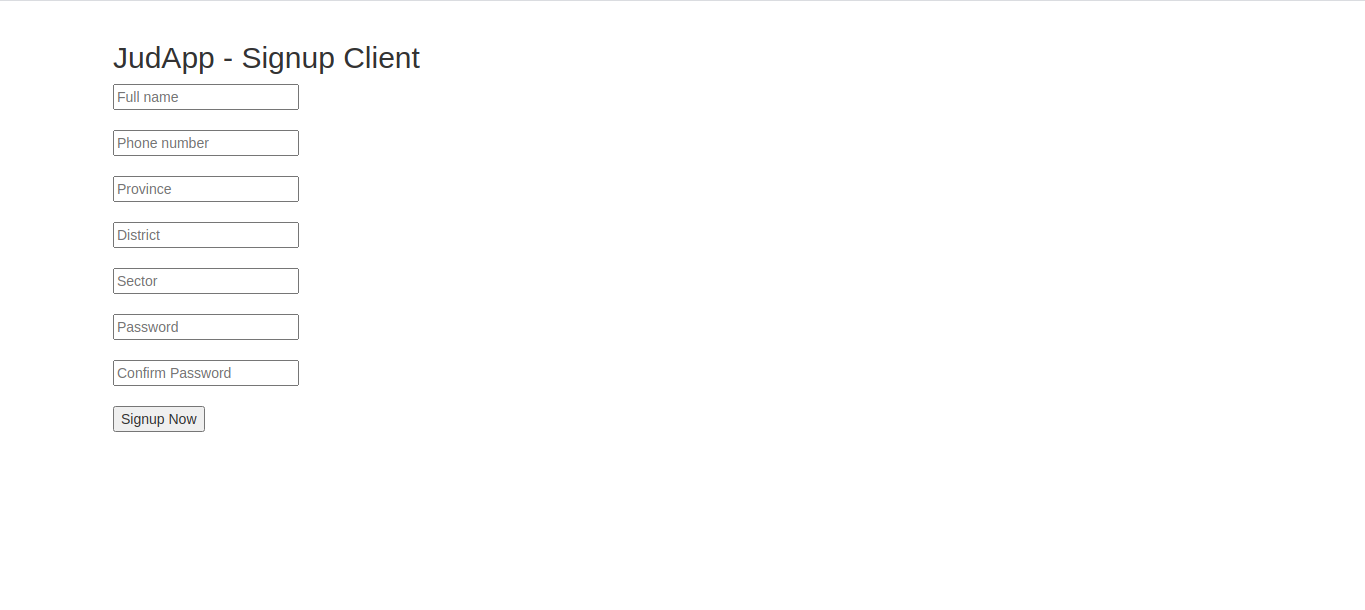 JudApp - Signup Client
Full name
Phone number
Province
District
Sector
Password
Confirm Password
Signup Now